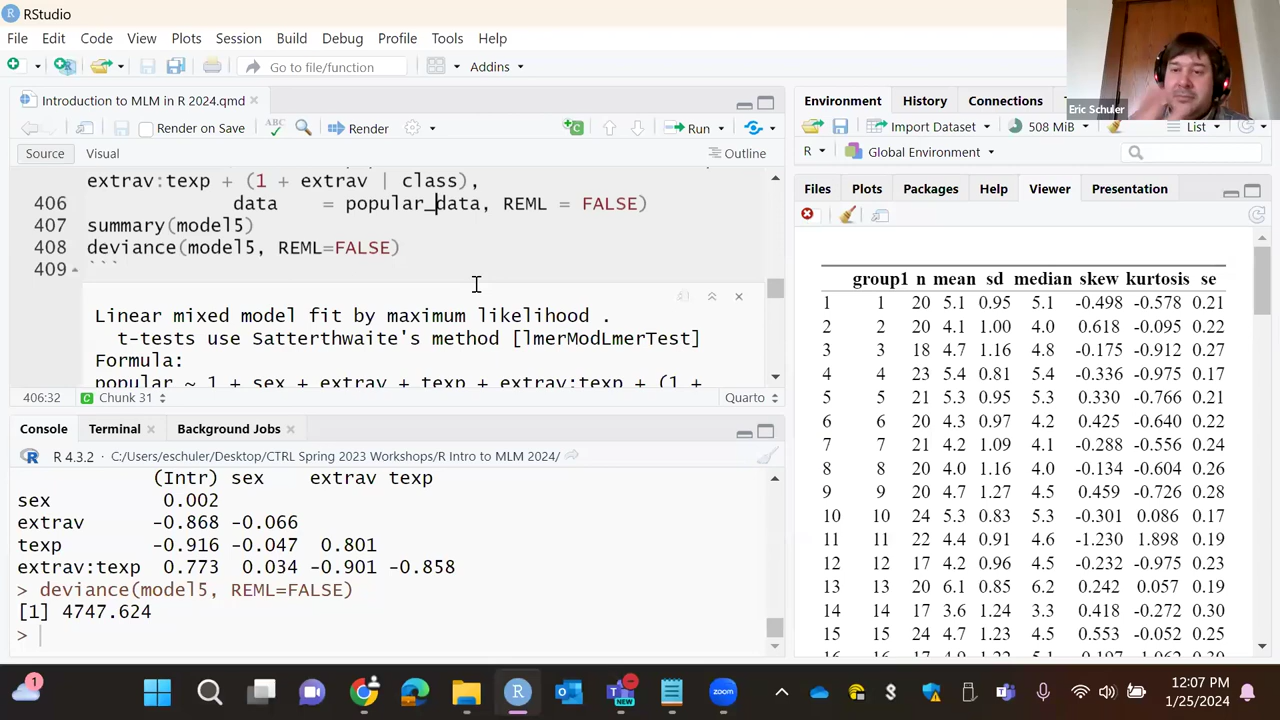 RStudio
File Edit Code View Plots Session Build Debug Profile Tools Help
Go to file/function Addins
Eric Schuler
Introduction to MLM in R 2024.qmd
Render on Save ABC Render Run
Source Visual Outline
extrav:texp + (1 + extrav | class),
406 data = popular_data, REML = FALSE)
407 summary(model5)
408 deviance(model5, REML=FALSE)
409 ```
Linear mixed model fit by maximum likelihood .
t-tests use Satterthwaite's method [lmerModLmerTest]
Formula:
popular ~ 1 + sex + extrav + texp + extrav:texp + (1 +
406:32 Chunk 31 Quarto
Console Terminal Background Jobs
R 4.3.2 · C:/Users/eschuler/Desktop/CTRL Spring 2023 Workshops/R Intro to MLM 2024/
(Intr) sex extrav texp
sex 0.002
extrav -0.868 -0.066
texp -0.916 -0.047 0.801
extrav:texp 0.773 0.034 -0.901 -0.858
> deviance(model5, REML=FALSE)
[1] 4747.624
>
Environment History Connections
Import Dataset 508 MiB List
R Global Environment
Files Plots Packages Help Viewer Presentation
group1 n mean sd median skew kurtosis se
1 1 20 5.1 0.95 5.1 -0.498 -0.578 0.21
2 2 20 4.1 1.00 4.0 0.618 -0.095 0.22
3 3 18 4.7 1.16 4.8 -0.175 -0.912 0.27
4 4 23 5.4 0.81 5.4 -0.336 -0.975 0.17
5 5 21 5.3 0.95 5.3 0.330 -0.766 0.21
6 6 20 4.3 0.97 4.2 0.425 -0.640 0.22
7 7 21 4.2 1.09 4.1 -0.288 -0.556 0.24
8 8 20 4.0 1.16 4.0 -0.134 -0.604 0.26
9 9 20 4.7 1.27 4.5 0.459 -0.726 0.28
10 10 24 5.3 0.83 5.3 -0.301 0.086 0.17
11 11 22 4.4 0.91 4.6 -1.230 1.898 0.19
12 12 17 4.2 0.96 4.5 -0.232 -0.975 0.23
13 13 20 6.1 0.85 6.2 0.242 0.057 0.19
14 14 17 3.6 1.24 3.3 0.418 -0.272 0.30
15 15 24 4.7 1.23 4.5 0.553 -0.052 0.25
1
NEW
zoom
12:07 PM
1/25/2024